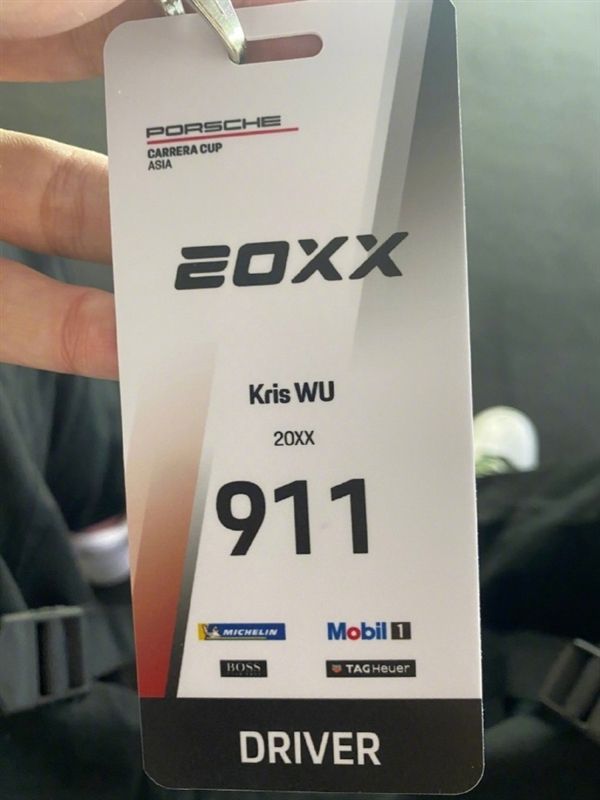 PORSCHE
CARRERA CUP
ASIA
20XX
Kris WU
20XX
911
MICHELIN
Mobil 1
BOSS
TAGHeuer
DRIVER